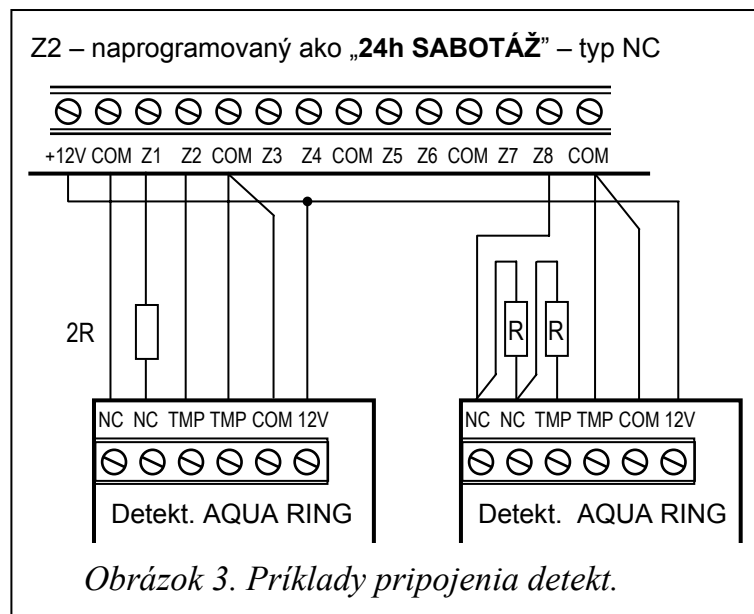 Z2 – naprogramovaný ako „24h SABOTÁŽ” – typ NC
+12V COM Z1 Z2 COM Z3 Z4 COM Z5 Z6 COM Z7 Z8 COM
2R
R R
NC NC TMP TMP COM 12V
NC NC TMP TMP COM 12V
Detekt. AQUA RING
Detekt. AQUA RING
Obrázok 3. Príklady pripojenia detekt.